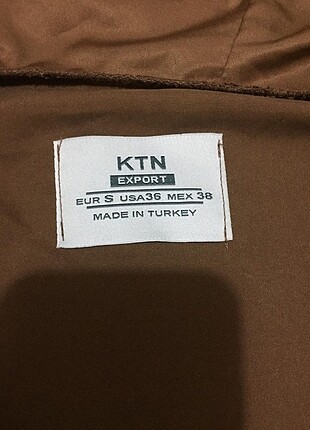 KTN
EXPORT
EUR S USA36 MEX 38
MADE IN TURKEY